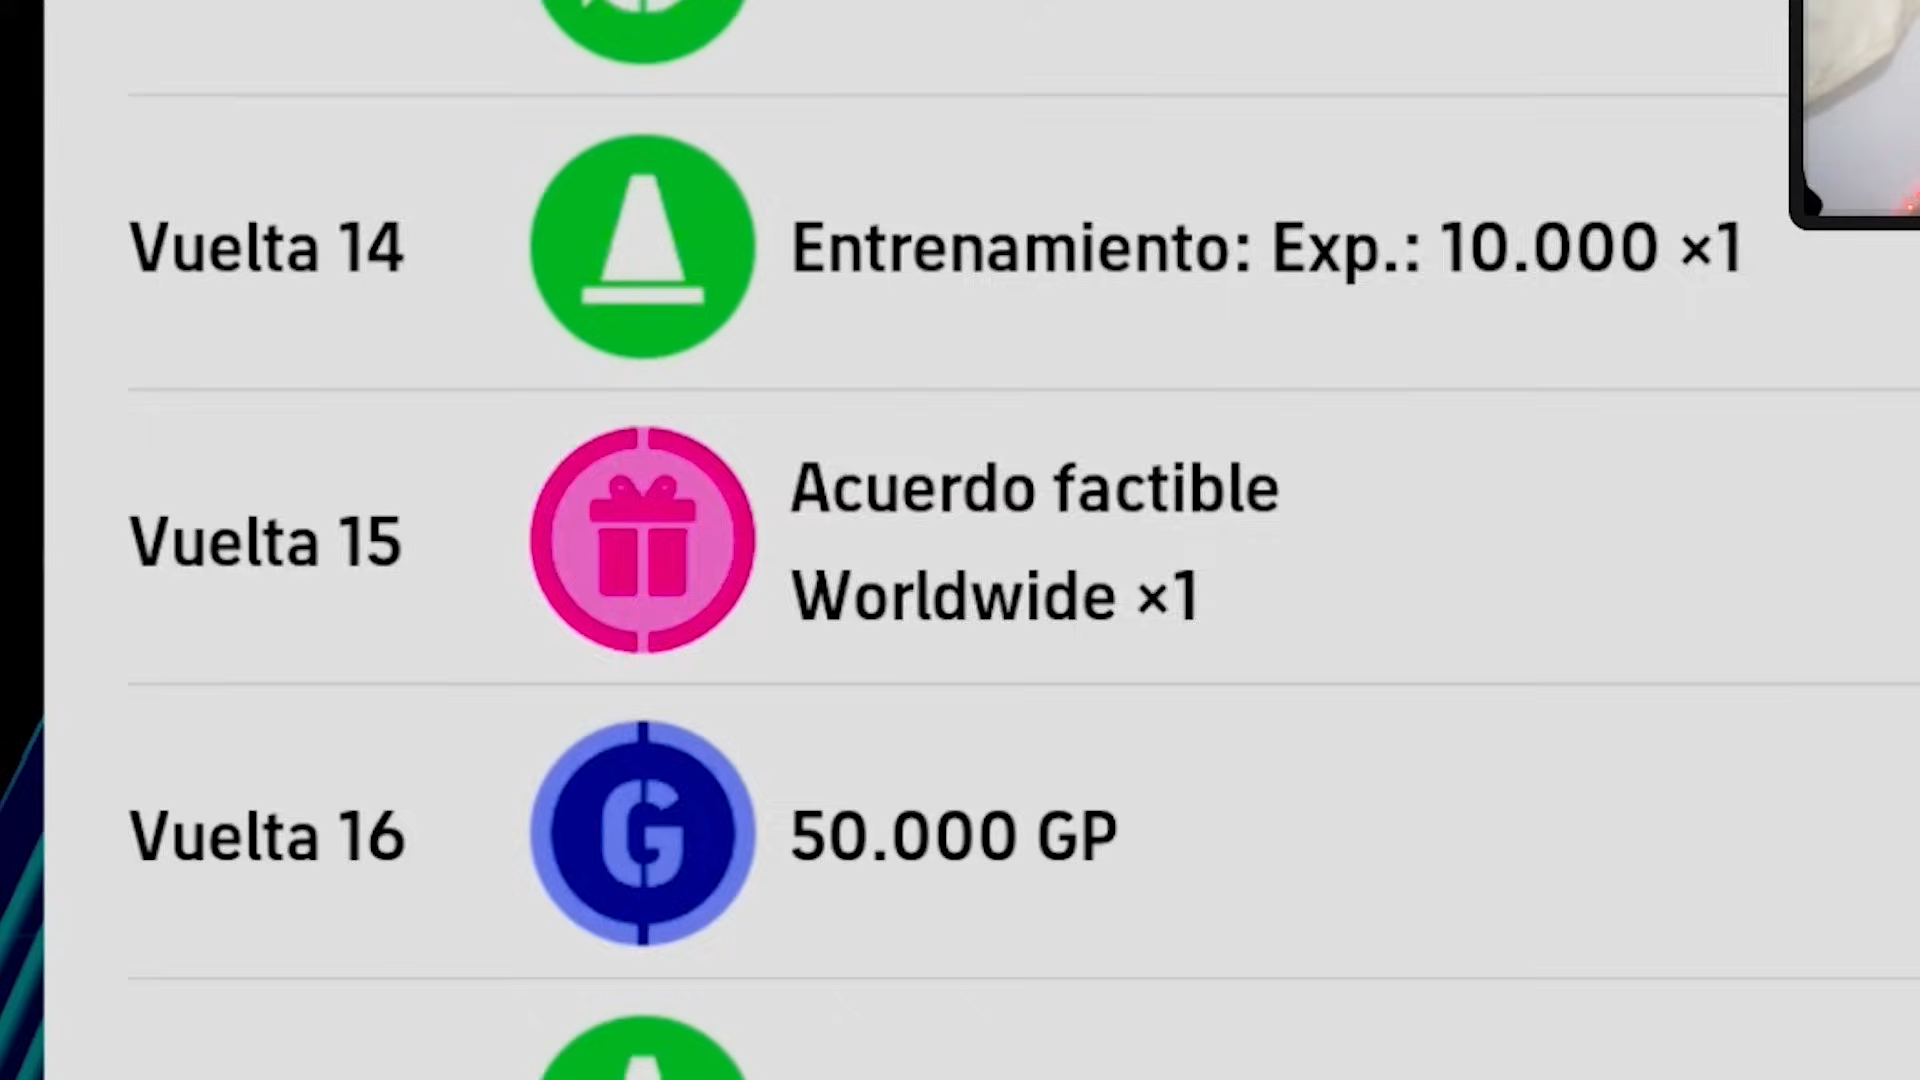 Vuelta 14
Entrenamiento: Exp.: 10.000 ×1
Vuelta 15
Acuerdo factible
Worldwide ×1
Vuelta 16
G
50.000 GP